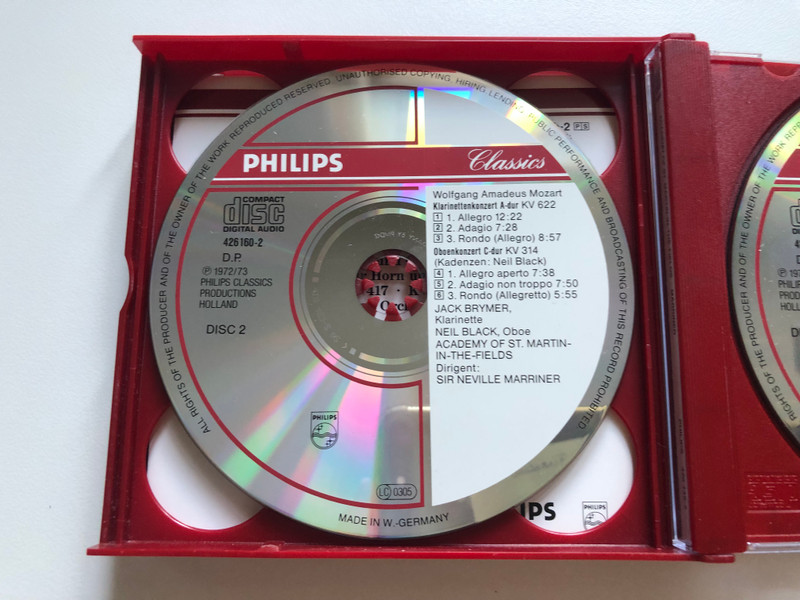 ALL RIGHTS OF THE PRODUCER AND OF THE OWNER OF THE WORK REPRODUCED RESERVED. UNAUTHORISED COPYING, HIRING, LENDING, PUBLIC PERFORMANCE AND BROADCASTING OF THIS RECORD PROHIBITED
PHILIPS Classics
COMPACT
disc
DIGITAL AUDIO
426 160-2
D.P.
Ⓟ 1972/73
PHILIPS CLASSICS
PRODUCTIONS
HOLLAND
DISC 2
Wolfgang Amadeus Mozart
Klarinettenkonzert A-dur KV 622
1 1. Allegro 12:22
2 2. Adagio 7:28
3 3. Rondo (Allegro) 8:57
Oboenkonzert C-dur KV 314
(Kadenzen: Neil Black)
4 1. Allegro aperto 7:38
5 2. Adagio non troppo 7:50
6 3. Rondo (Allegretto) 5:55
JACK BRYMER,
Klarinette
NEIL BLACK, Oboe
ACADEMY OF ST. MARTIN-
IN-THE-FIELDS
Dirigent:
SIR NEVILLE MARRINER
PHILIPS
LC 0305
MADE IN W.-GERMANY
Horn
417
-2 PS
PS
PHILIPS